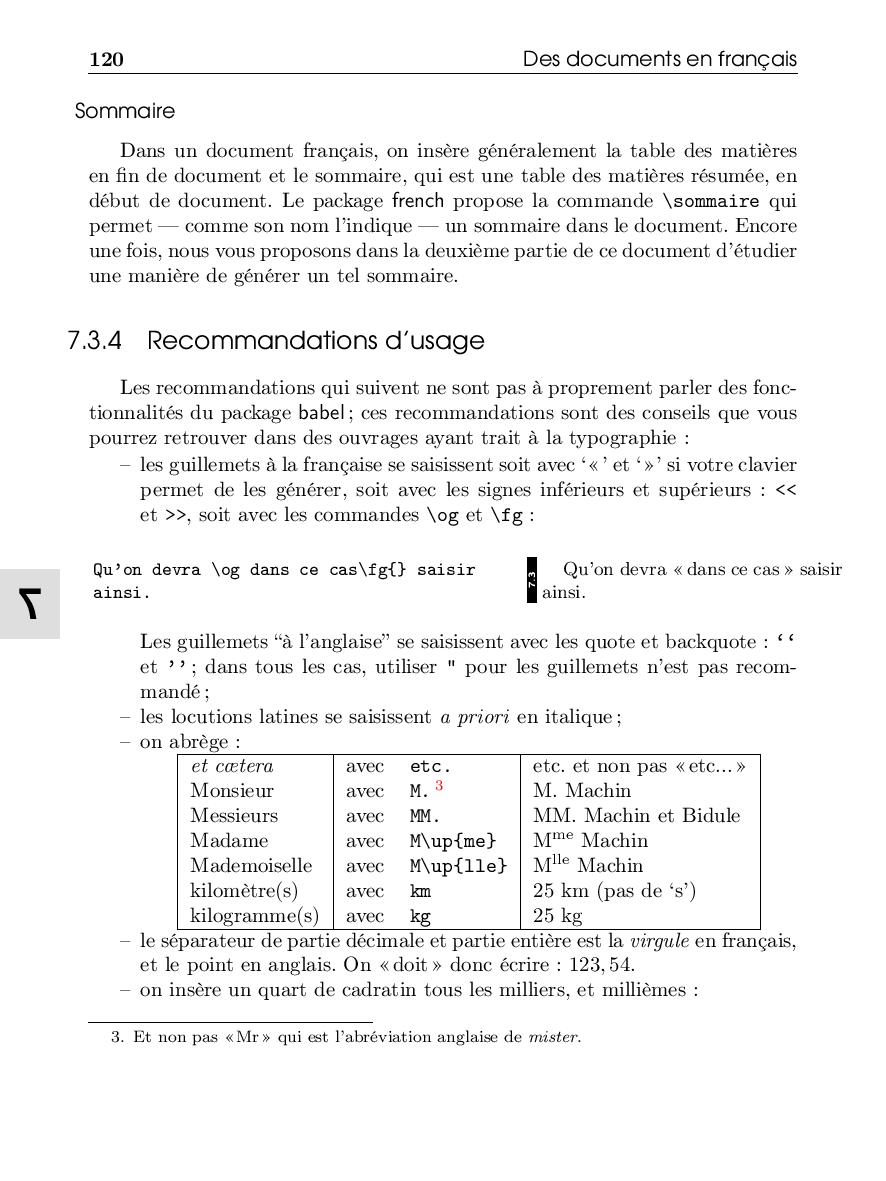 120 Des documents en français
Sommaire
Dans un document français, on insère généralement la table des matières
en fin de document et le sommaire, qui est une table des matières résumée, en
début de document. Le package french propose la commande \sommaire qui
permet — comme son nom l'indique — un sommaire dans le document. Encore
une fois, nous vous proposons dans la deuxième partie de ce document d'étudier
une manière de générer un tel sommaire.
7.3.4 Recommandations d'usage
Les recommandations qui suivent ne sont pas à proprement parler des fonc-
tionnalités du package babel ; ces recommandations sont des conseils que vous
pourrez retrouver dans des ouvrages ayant trait à la typographie :
– les guillemets à la française se saisissent soit avec ‘ « ’ et ‘ » ’ si votre clavier
permet de les générer, soit avec les signes inférieurs et supérieurs : <<
et >>, soit avec les commandes \og et \fg :
Qu'on devra \og dans ce cas\fg{} saisir
ainsi.
7.3
Qu'on devra « dans ce cas » saisir
ainsi.
7
Les guillemets “à l'anglaise” se saisissent avec les quote et backquote : ‘‘
et ’’ ; dans tous les cas, utiliser " pour les guillemets n'est pas recom-
mandé ;
– les locutions latines se saisissent a priori en italique ;
– on abrège :
et cætera avec etc. etc. et non pas « etc... »
Monsieur avec M. 3 M. Machin
Messieurs avec MM. MM. Machin et Bidule
Madame avec M\up{me} Mme Machin
Mademoiselle avec M\up{lle} Mlle Machin
kilomètre(s) avec km 25 km (pas de ‘s’)
kilogramme(s) avec kg 25 kg
– le séparateur de partie décimale et partie entière est la virgule en français,
et le point en anglais. On « doit » donc écrire : 123, 54.
– on insère un quart de cadratin tous les milliers, et millièmes :
3. Et non pas « Mr » qui est l'abréviation anglaise de mister.